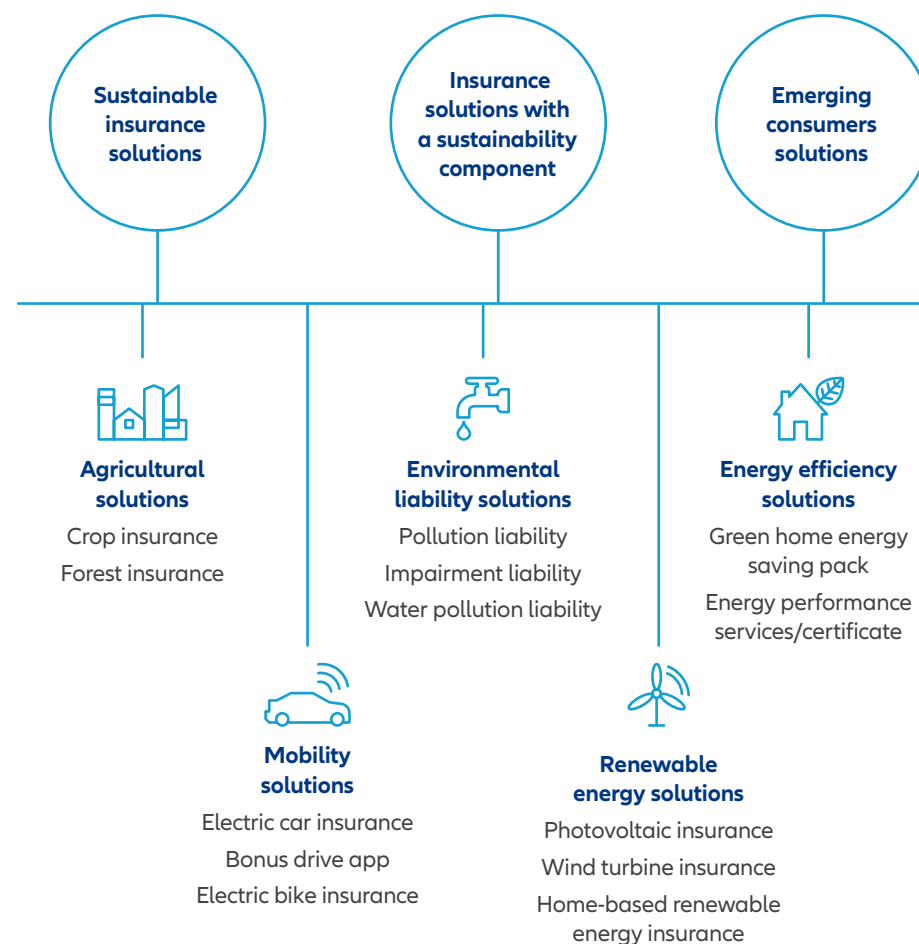 Sustainable
insurance
solutions
Insurance
solutions with
a sustainability
component
Emerging
consumers
solutions
Agricultural
solutions
Crop insurance
Forest insurance
Environmental
liability solutions
Pollution liability
Impairment liability
Water pollution liability
Energy efficiency
solutions
Green home energy
saving pack
Energy performance
services/certificate
Mobility
solutions
Electric car insurance
Bonus drive app
Electric bike insurance
Renewable
energy solutions
Photovoltaic insurance
Wind turbine insurance
Home-based renewable
energy insurance